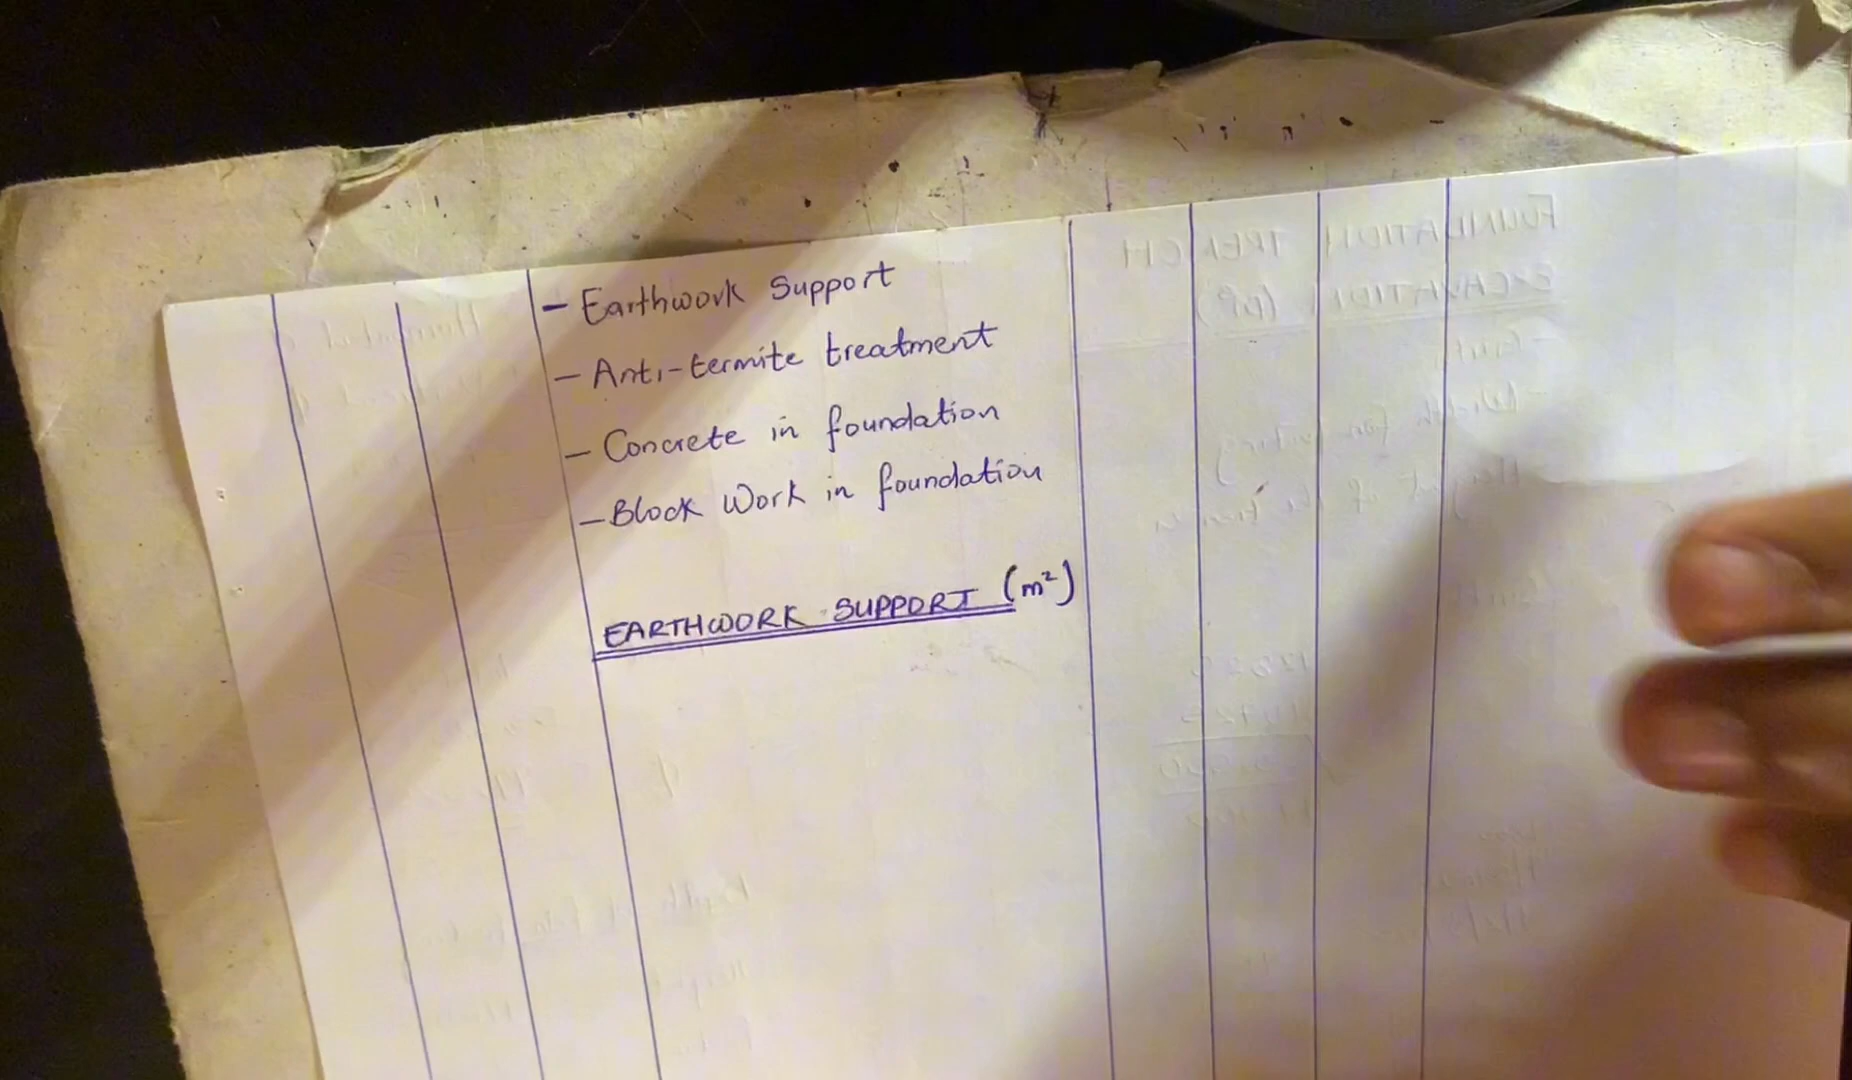 - Earthwork Support
- Anti-termite treatment
- Concrete in foundation
- Block Work in foundation
EARTHWORK SUPPORT (m²)